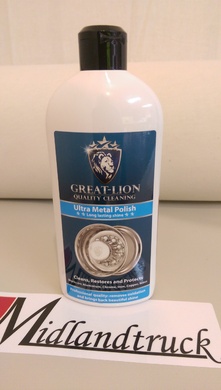 GREAT-LION
QUALITY CLEANING
Ultra Metal Polish
Long lasting shine
Cleans, Restores and Protects
Midlandtruck